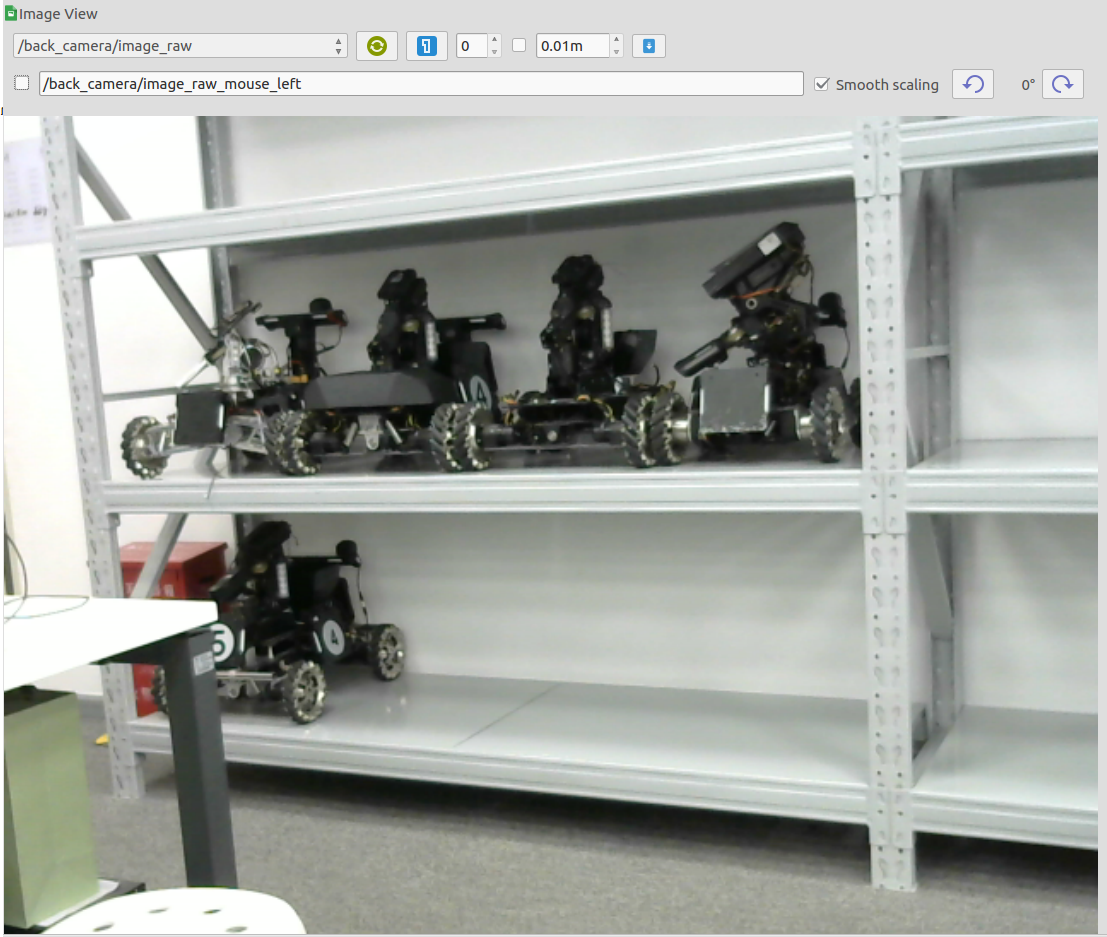 Image View
/back_camera/image_raw
0
0.01m
/back_camera/image_raw_mouse_left
Smooth scaling
0°
4
5
4